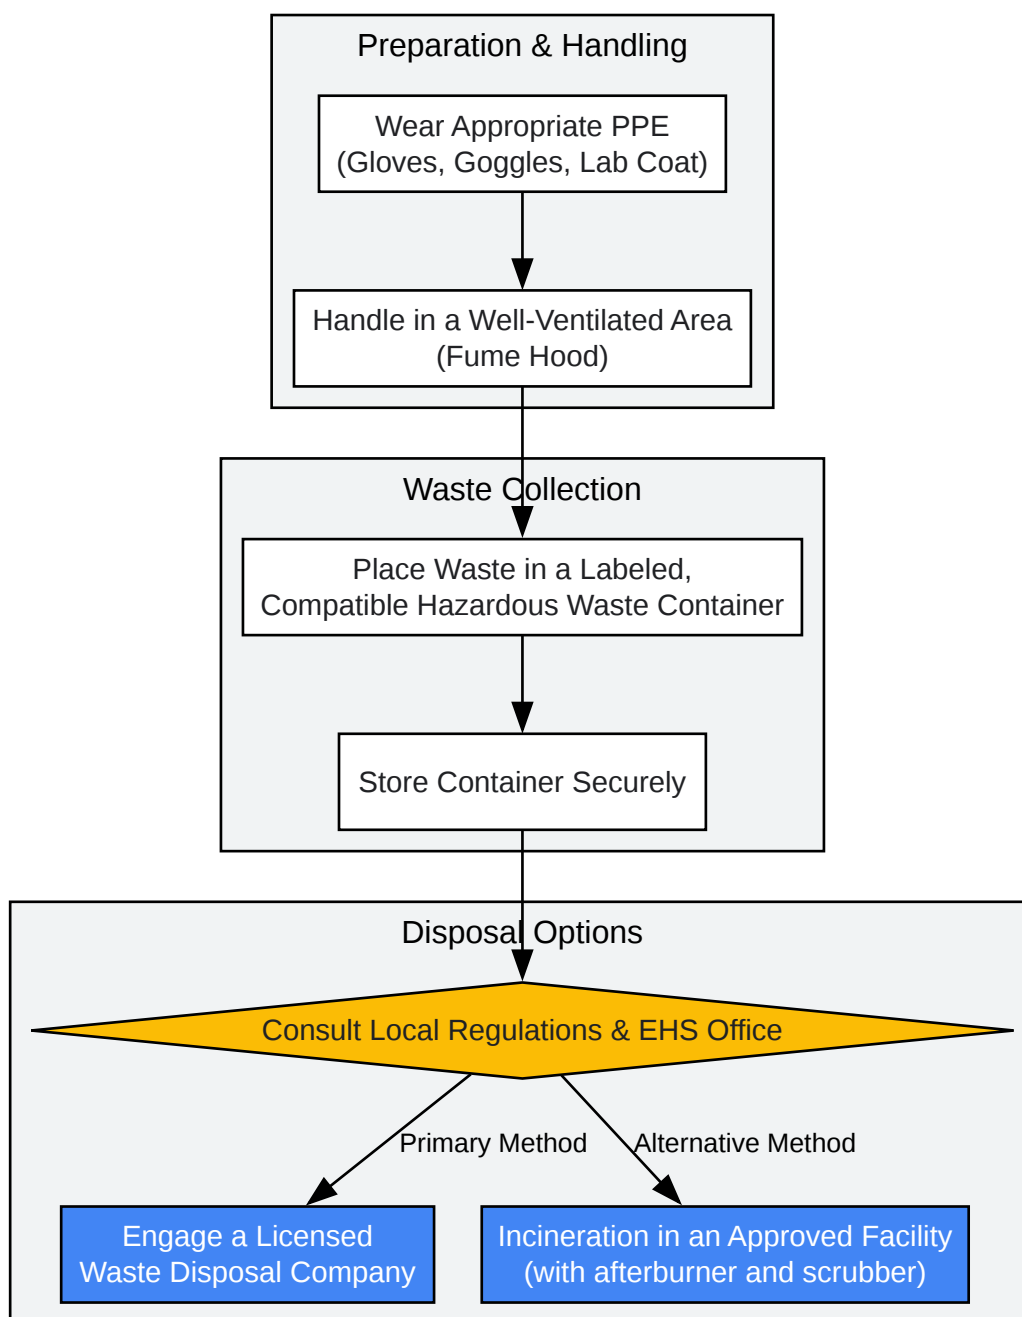 Preparation & Handling
Wear Appropriate PPE
(Gloves, Goggles, Lab Coat)
Handle in a Well-Ventilated Area
(Fume Hood)
Waste Collection
Place Waste in a Labeled,
Compatible Hazardous Waste Container
Store Container Securely
Disposal Options
Consult Local Regulations & EHS Office
Primary Method
Alternative Method
Engage a Licensed
Waste Disposal Company
Incineration in an Approved Facility
(with afterburner and scrubber)